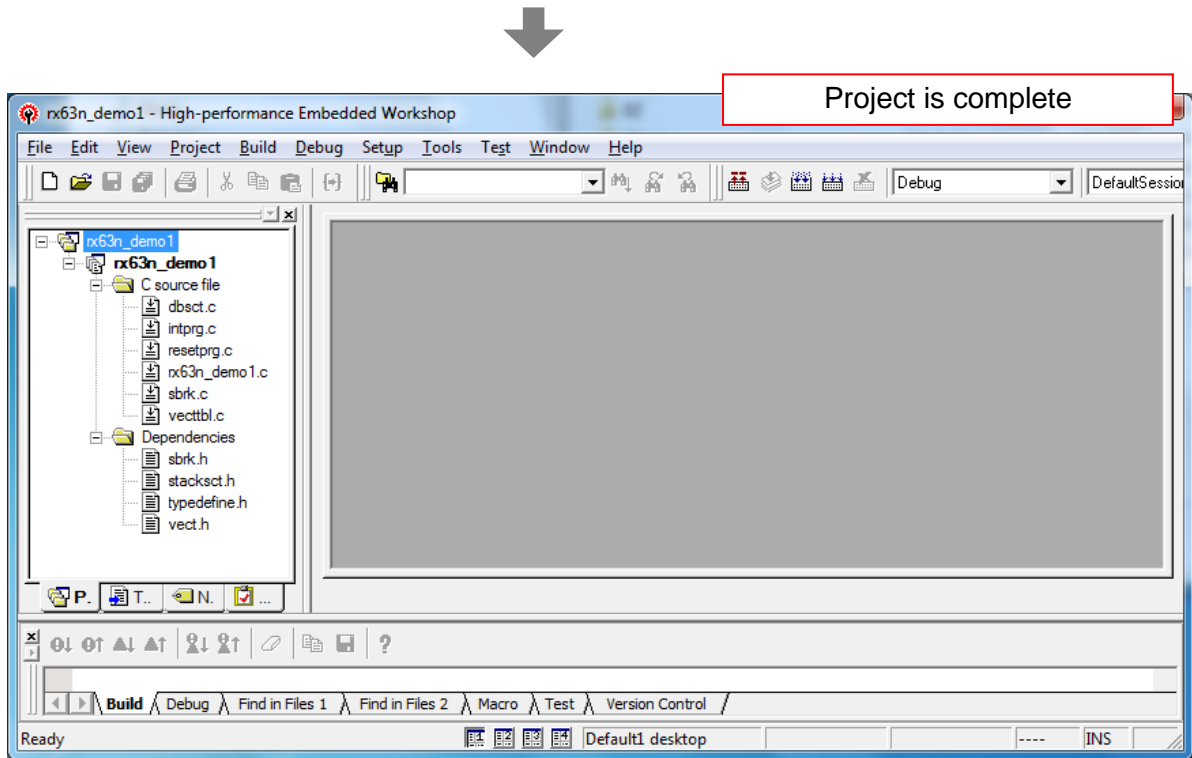 Project is complete
rx63n_demo1 - High-performance Embedded Workshop
File Edit View Project Build Debug Setup Tools Test Window Help
Debug DefaultSession
rx63n_demo1
rx63n_demo1
C source file
dbsct.c
intprg.c
resetprg.c
rx63n_demo1.c
sbrk.c
vecttbl.c
Dependencies
sbrk.h
stacksct.h
typedefine.h
vect.h
P. T.. N. ...
Build Debug Find in Files 1 Find in Files 2 Macro Test Version Control
Ready Default1 desktop ---- INS